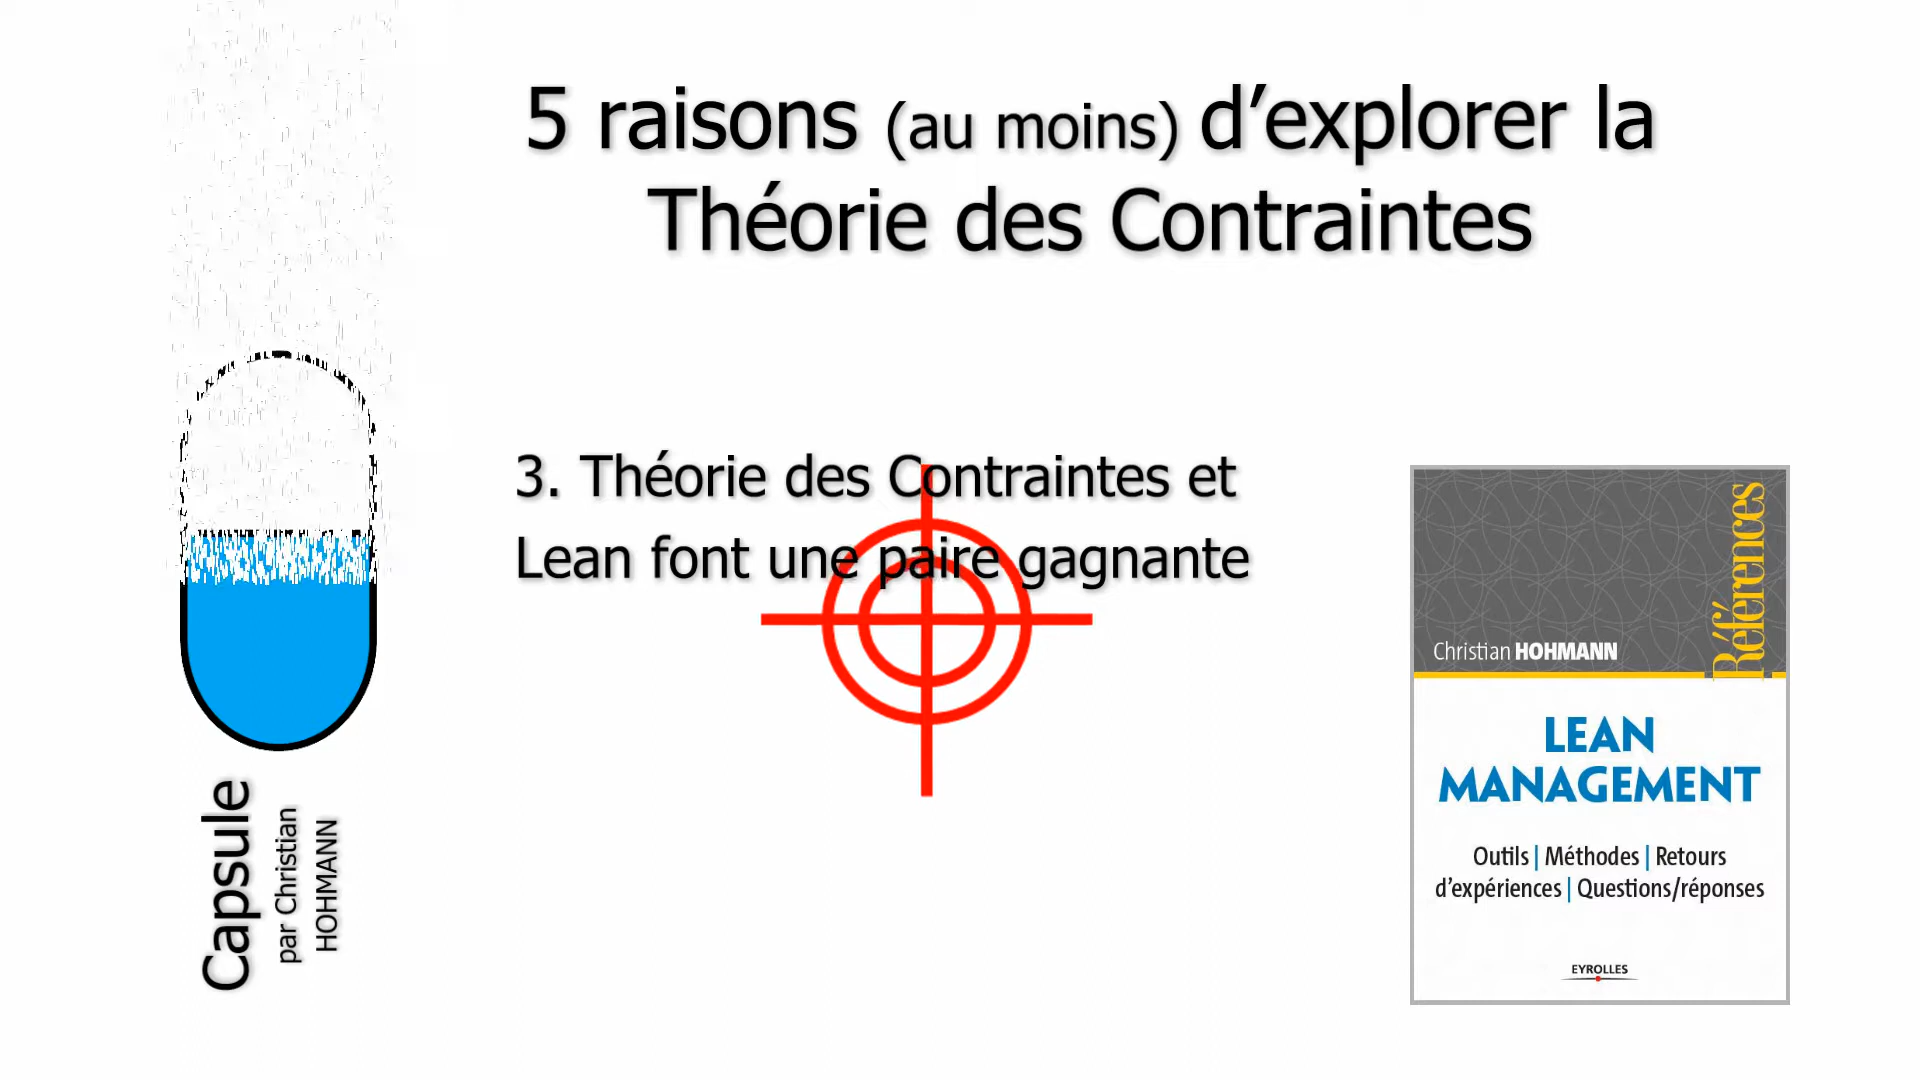 5 raisons (au moins) d’explorer la
Théorie des Contraintes
3. Théorie des Contraintes et
Lean font une paire gagnante
Capsule
par Christian
HOHMANN
Références
Christian HOHMANN
LEAN
MANAGEMENT
Outils | Méthodes | Retours
d’expériences | Questions/réponses
EYROLLES